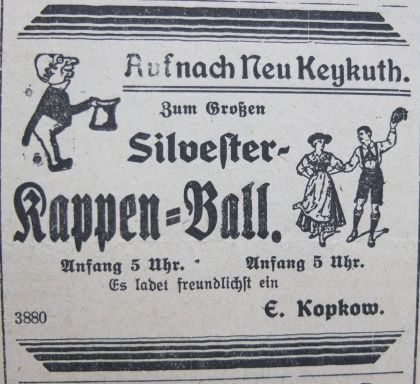 Auf nach Neu Keykuth.
Zum Großen
Silvester-
Kappen-Ball.
Anfang 5 Uhr. Anfang 5 Uhr.
Es ladet freundlichst ein
E. Kopkow.
3880